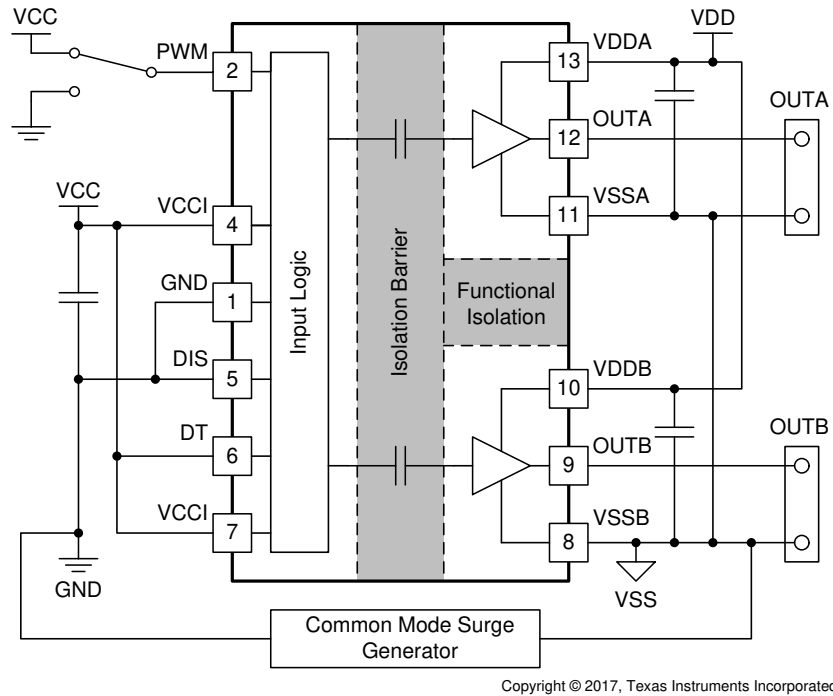 VCC
PWM
2
VCC
VCCI
4
GND
1
DIS
5
DT
6
VCCI
7
GND
Input Logic
Isolation Barrier
Functional
Isolation
VDD
13
VDDA
12
OUTA
11
VSSA
OUTA
10
VDDB
9
OUTB
8
VSSB
OUTB
VSS
Common Mode Surge
Generator
Copyright © 2017, Texas Instruments Incorporated